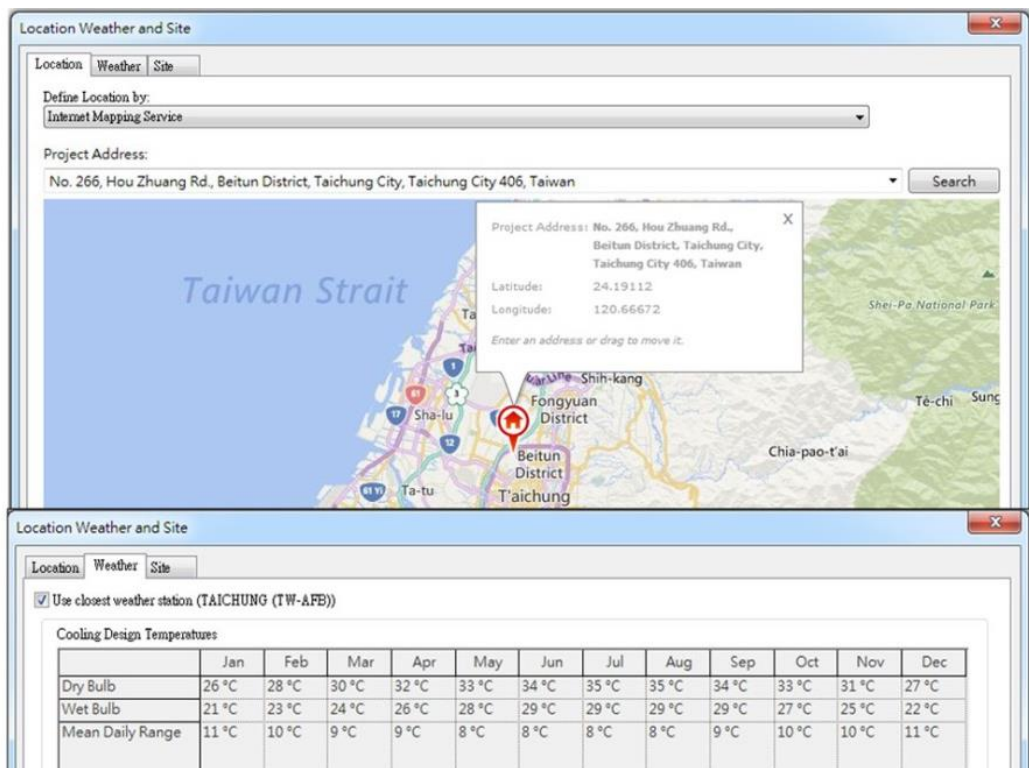 Location Weather and Site
X
Location Weather Site
Define Location by:
Internet Mapping Service
Project Address:
No. 266, Hou Zhuang Rd., Beitun District, Taichung City, Taichung City 406, Taiwan
Search
X
Project Address: No. 266, Hou Zhuang Rd.,
Beitun District, Taichung City,
Taichung City 406, Taiwan
Latitude: 24.19112
Longitude: 120.66672
Enter an address or drag to move it.
Taiwan Strait
Shei-Pa National Park
1
61
3
17
Sha-lu
12
Shih-kang
Fongyuan
District
Tê-chi
Sung
Beitun
District
Chia-pao-t'ai
61 Yi
Ta-tu
T'aichung
Location Weather and Site
X
Location Weather Site
Use closest weather station (TAICHUNG (TW-AFB))
Cooling Design Temperatures
Jan Feb Mar Apr May Jun Jul Aug Sep Oct Nov Dec
Dry Bulb 26 °C 28 °C 30 °C 32 °C 33 °C 34 °C 35 °C 35 °C 34 °C 33 °C 31 °C 27 °C
Wet Bulb 21 °C 23 °C 24 °C 26 °C 28 °C 29 °C 29 °C 29 °C 29 °C 27 °C 25 °C 22 °C
Mean Daily Range 11 °C 10 °C 9 °C 9 °C 8 °C 8 °C 8 °C 8 °C 9 °C 10 °C 10 °C 11 °C